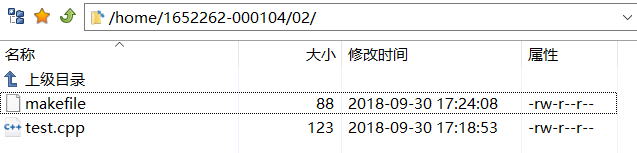 /home/1652262-000104/02/
名称 大小 修改时间 属性
上级目录
makefile 88 2018-09-30 17:24:08 -rw-r--r--
test.cpp 123 2018-09-30 17:18:53 -rw-r--r--